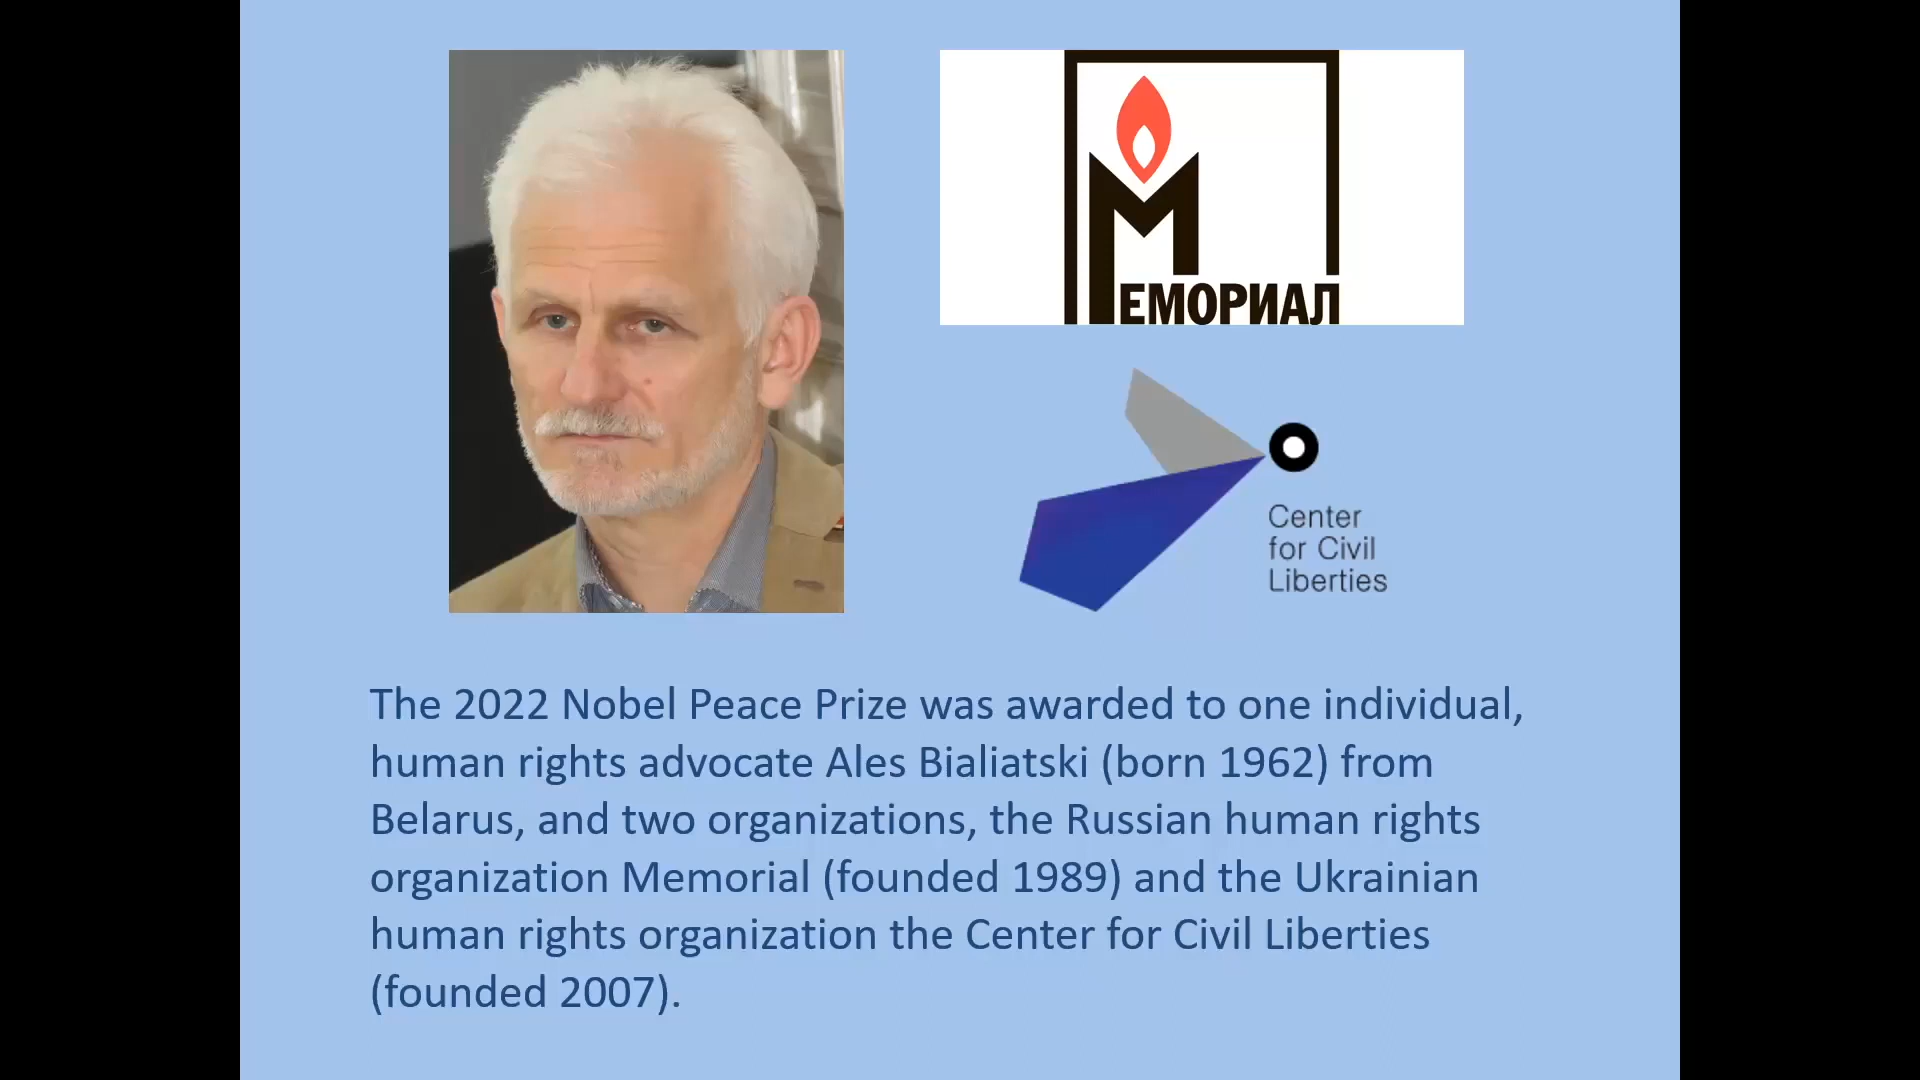 МЕМОРИАЛ
Center
for Civil
Liberties
The 2022 Nobel Peace Prize was awarded to one individual,
human rights advocate Ales Bialiatski (born 1962) from
Belarus, and two organizations, the Russian human rights
organization Memorial (founded 1989) and the Ukrainian
human rights organization the Center for Civil Liberties
(founded 2007).